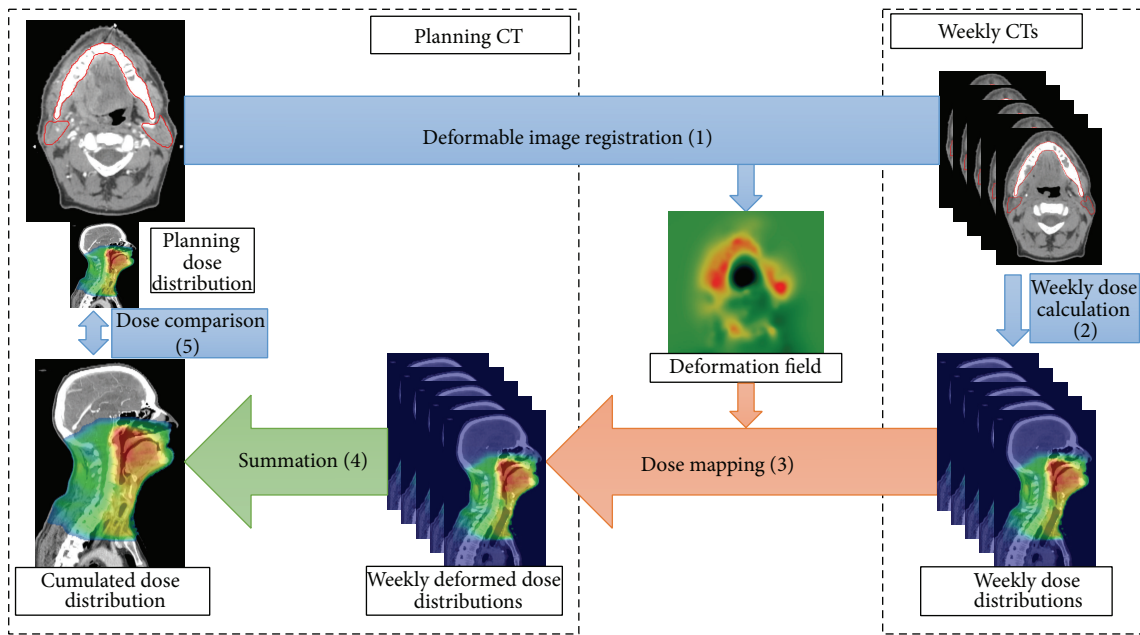 Planning CT
Weekly CTs
Deformable image registration (1)
Planning
dose
distribution
Weekly dose
calculation
(2)
Dose comparison
(5)
Deformation field
Summation (4)
Dose mapping (3)
Cumulated dose
distribution
Weekly deformed dose
distributions
Weekly dose
distributions